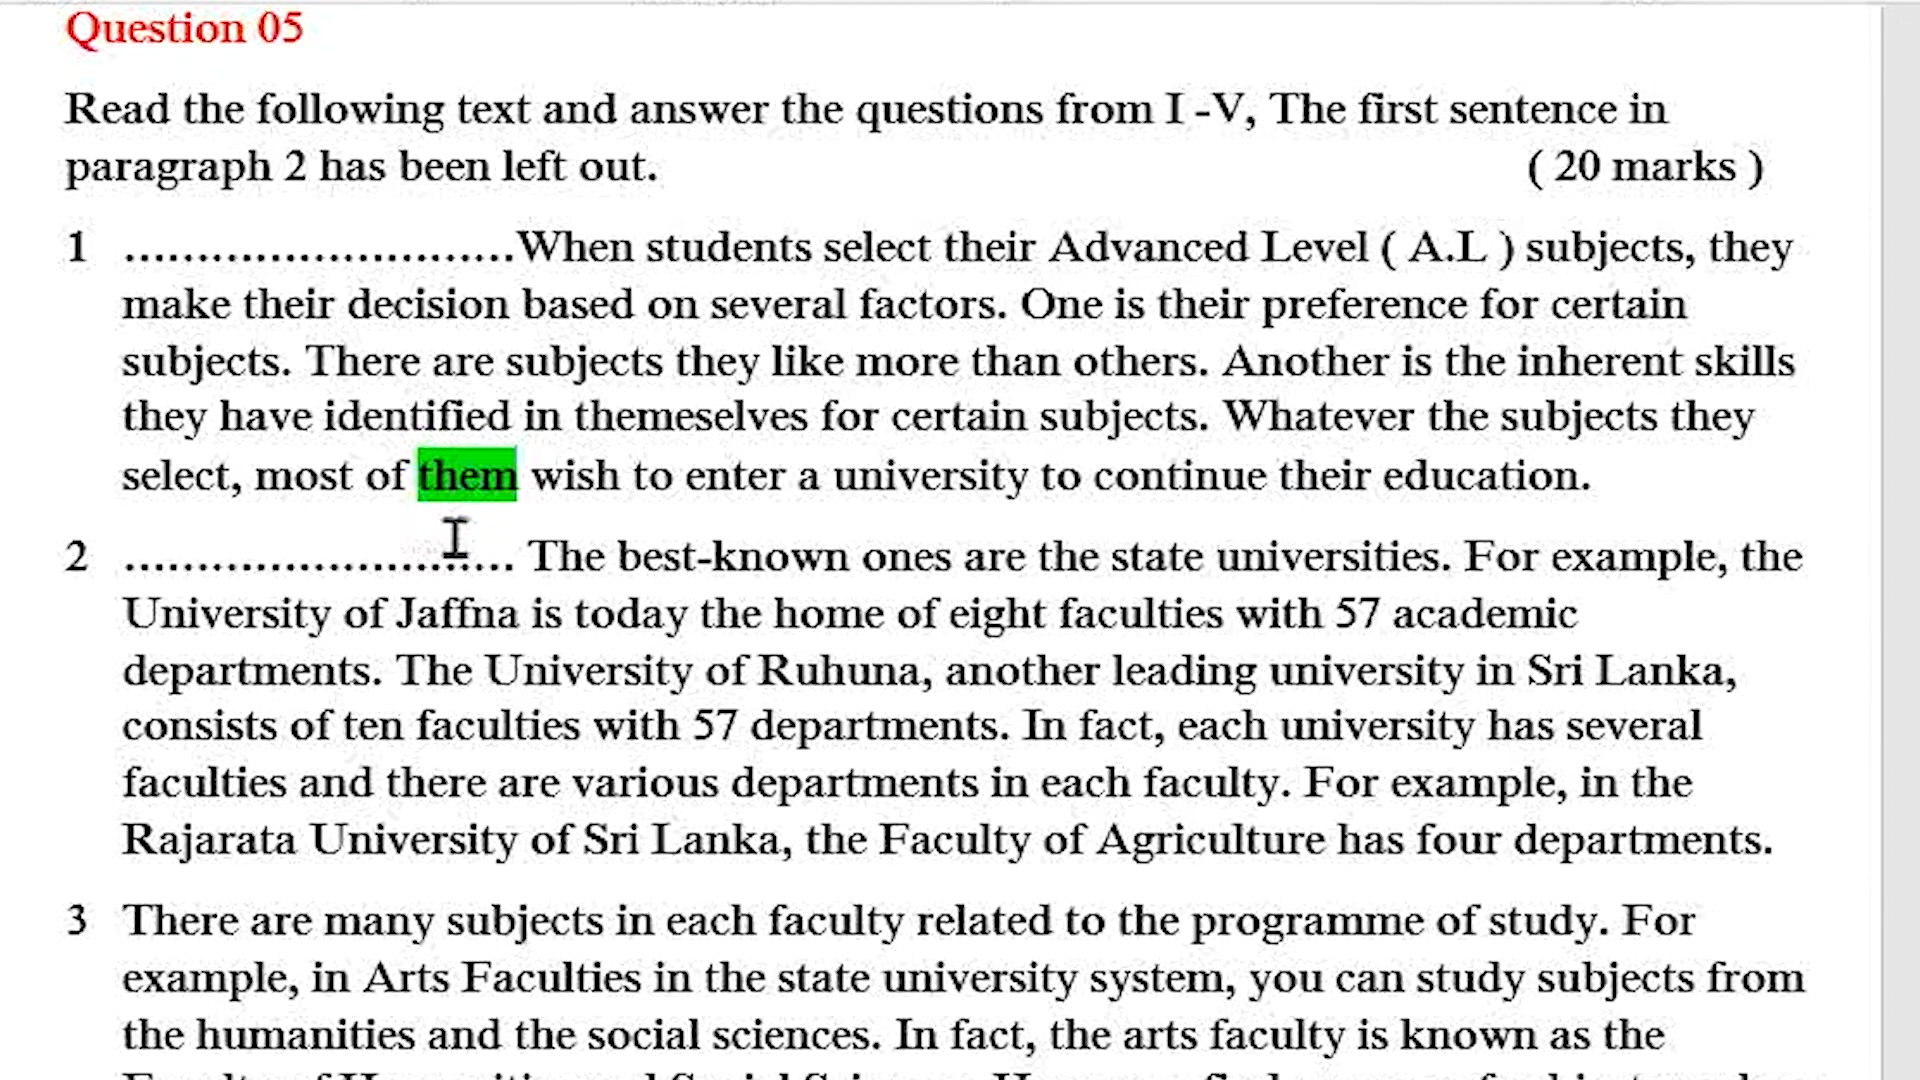 Question 05
Read the following text and answer the questions from I -V, The first sentence in
paragraph 2 has been left out. ( 20 marks )
1 ...........................When students select their Advanced Level ( A.L ) subjects, they
make their decision based on several factors. One is their preference for certain
subjects. There are subjects they like more than others. Another is the inherent skills
they have identified in themeselves for certain subjects. Whatever the subjects they
select, most of them wish to enter a university to continue their education.
2 ........................... The best-known ones are the state universities. For example, the
University of Jaffna is today the home of eight faculties with 57 academic
departments. The University of Ruhuna, another leading university in Sri Lanka,
consists of ten faculties with 57 departments. In fact, each university has several
faculties and there are various departments in each faculty. For example, in the
Rajarata University of Sri Lanka, the Faculty of Agriculture has four departments.
3 There are many subjects in each faculty related to the programme of study. For
example, in Arts Faculties in the state university system, you can study subjects from
the humanities and the social sciences. In fact, the arts faculty is known as the